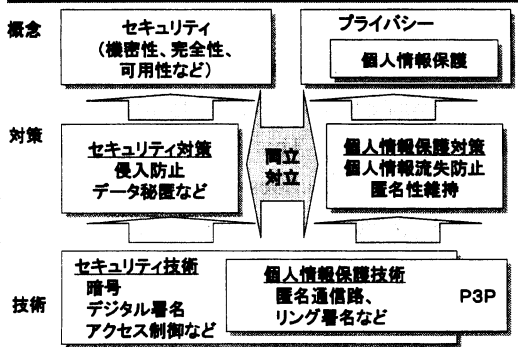 概念
セキュリティ
(機密性、完全性、
可用性など)
プライバシー
個人情報保護
対策
セキュリティ対策
侵入防止
データ秘匿など
両立
対立
個人情報保護対策
個人情報流失防止
匿名性維持
技術
セキュリティ技術
暗号
デジタル署名
アクセス制御など
個人情報保護技術
匿名通信路、
リング署名など
P3P